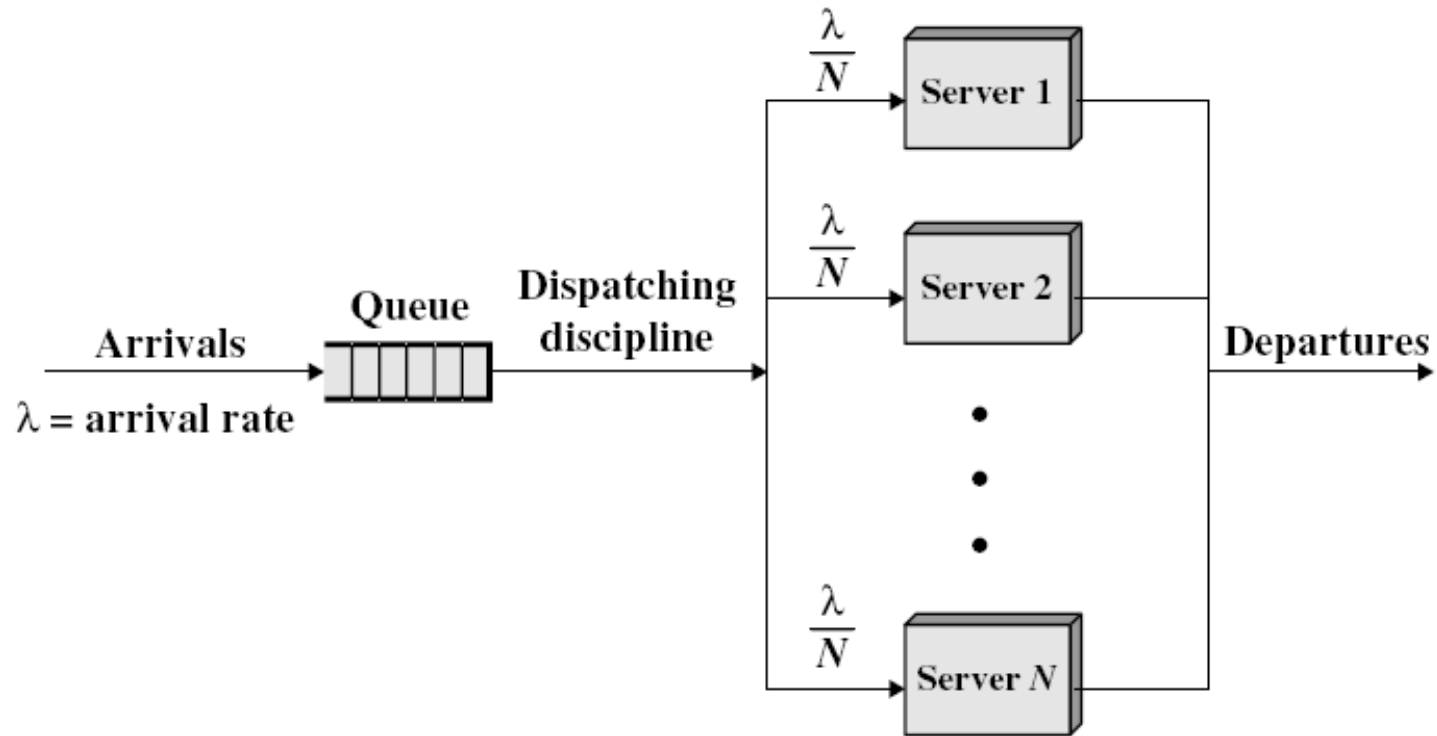 Arrivals
λ = arrival rate
Queue
Dispatching
discipline
λ
N
Server 1
λ
N
Server 2
λ
N
Server N
Departures